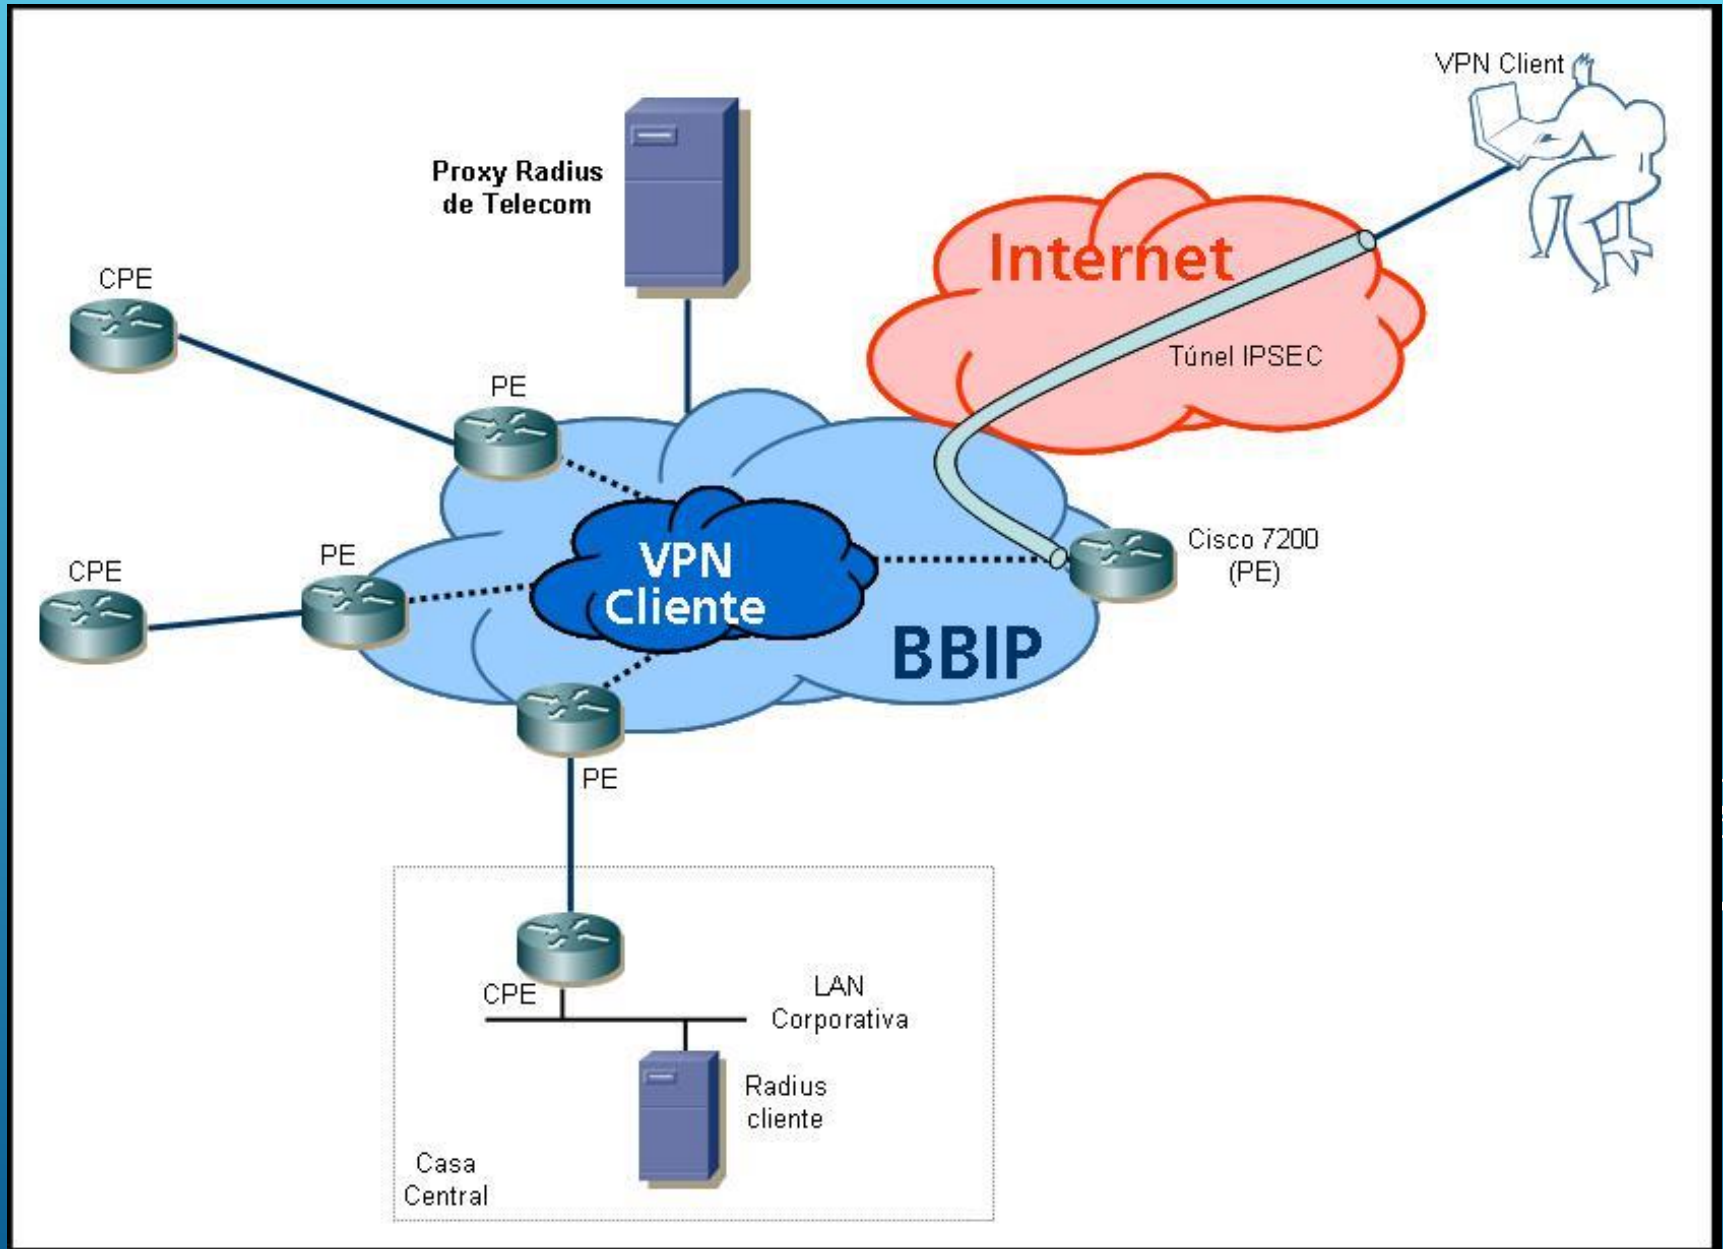 VPN Client
Proxy Radius
de Telecom
Internet
CPE
Túnel IPSEC
PE
Cisco 7200
(PE)
VPN
Cliente
PE
CPE
BBIP
PE
CPE
LAN
Corporativa
Radius
cliente
Casa
Central